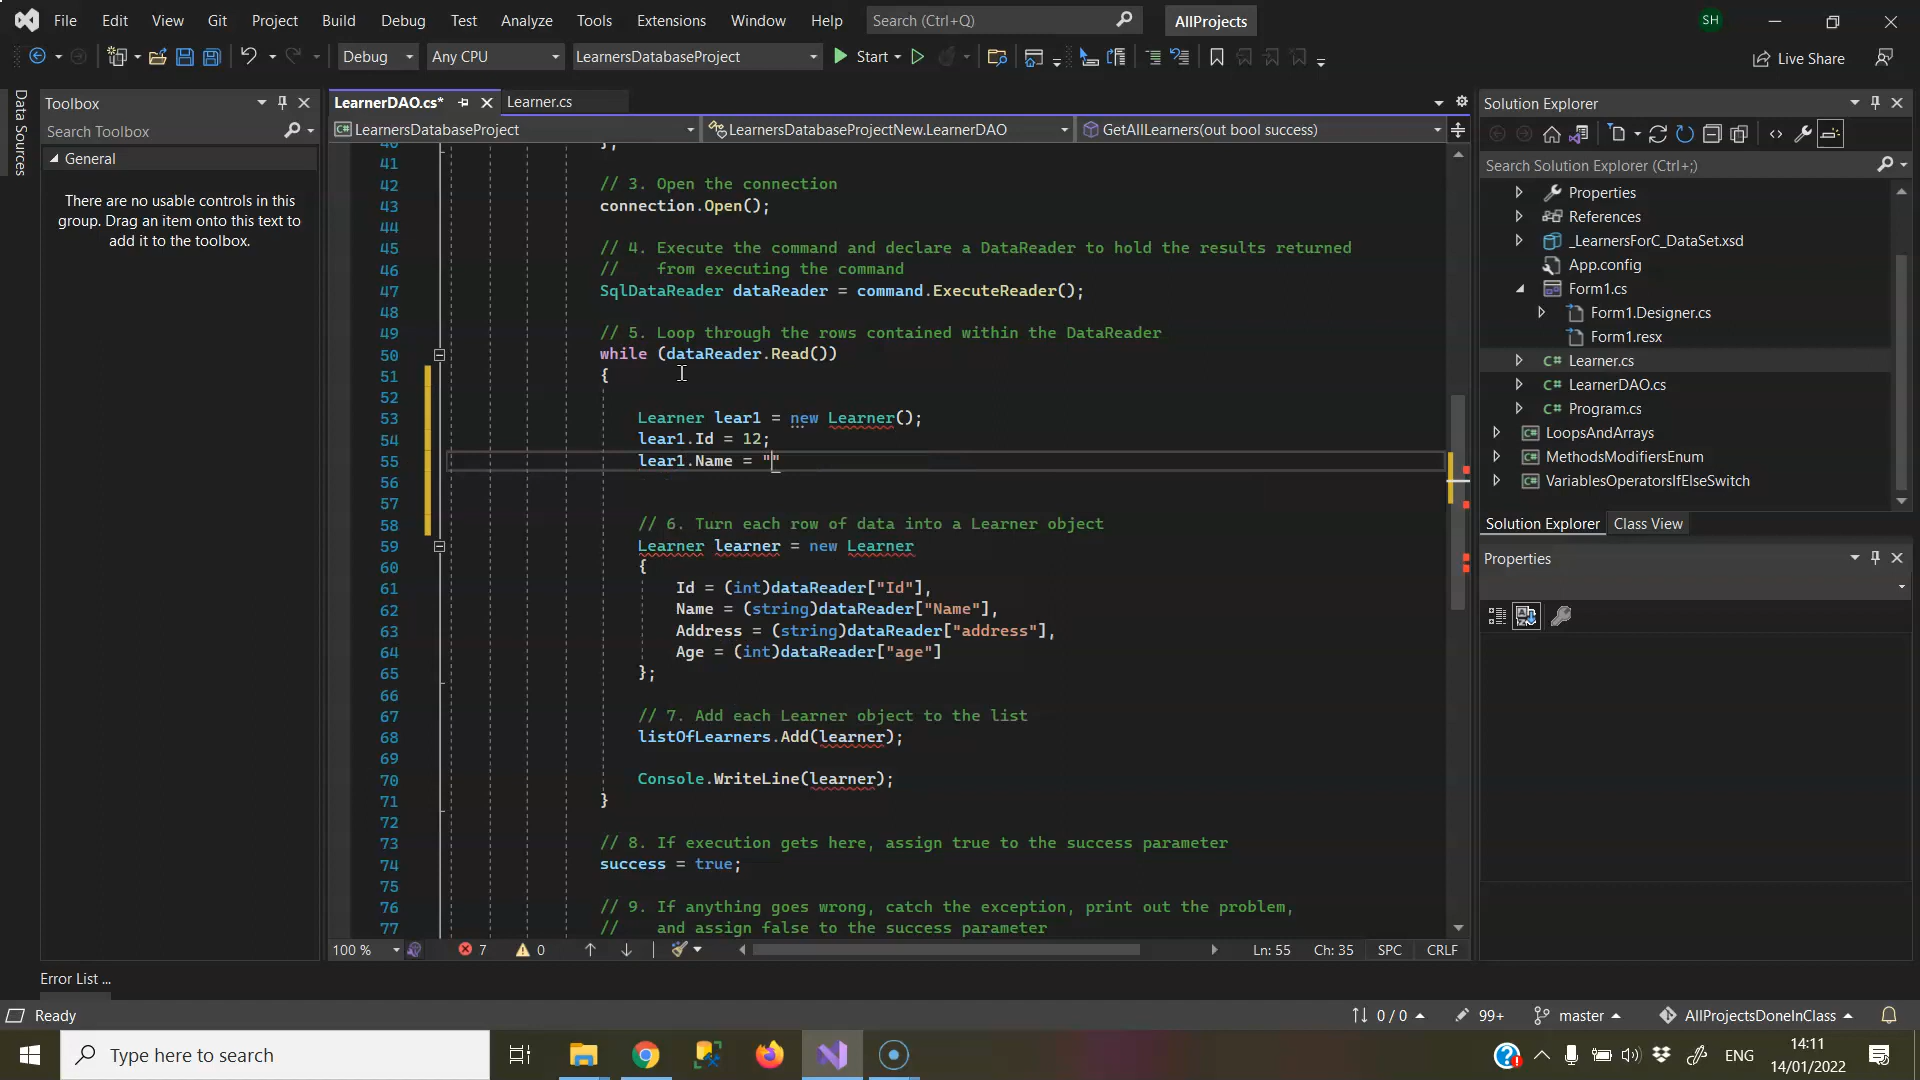 File Edit View Git Project Build Debug Test Analyze Tools Extensions Window Help Search (Ctrl+Q) AllProjects SH
Debug Any CPU LearnersDatabaseProject Start Live Share
Data Sources
Toolbox
Search Toolbox
General
There are no usable controls in this
group. Drag an item onto this text to
add it to the toolbox.
LearnerDAO.cs* Learner.cs
LearnersDatabaseProject LearnersDatabaseProjectNew.LearnerDAO GetAllLearners(out bool success)
40 };
41
42 // 3. Open the connection
43 connection.Open();
44
45 // 4. Execute the command and declare a DataReader to hold the results returned
46 // from executing the command
47 SqlDataReader dataReader = command.ExecuteReader();
48
49 // 5. Loop through the rows contained within the DataReader
50 while (dataReader.Read())
51 {
52
53 Learner lear1 = new Learner();
54 lear1.Id = 12;
55 lear1.Name = ""
56
57
58 // 6. Turn each row of data into a Learner object
59 Learner learner = new Learner
60 {
61 Id = (int)dataReader["Id"],
62 Name = (string)dataReader["Name"],
63 Address = (string)dataReader["address"],
64 Age = (int)dataReader["age"]
65 };
66
67 // 7. Add each Learner object to the list
68 listOfLearners.Add(learner);
69
70 Console.WriteLine(learner);
71 }
72
73 // 8. If execution gets here, assign true to the success parameter
74 success = true;
75
76 // 9. If anything goes wrong, catch the exception, print out the problem,
77 // and assign false to the success parameter
100 % 7 0 Ln: 55 Ch: 35 SPC CRLF
Solution Explorer
Search Solution Explorer (Ctrl+;)
Properties
References
_LearnersForC_DataSet.xsd
App.config
Form1.cs
Form1.Designer.cs
Form1.resx
C# Learner.cs
C# LearnerDAO.cs
C# Program.cs
LoopsAndArrays
MethodsModifiersEnum
VariablesOperatorsIfElseSwitch
Solution Explorer Class View
Properties
Error List ...
Ready 0 / 0 99+ master AllProjectsDoneInClass
Type here to search ENG 14:11
14/01/2022